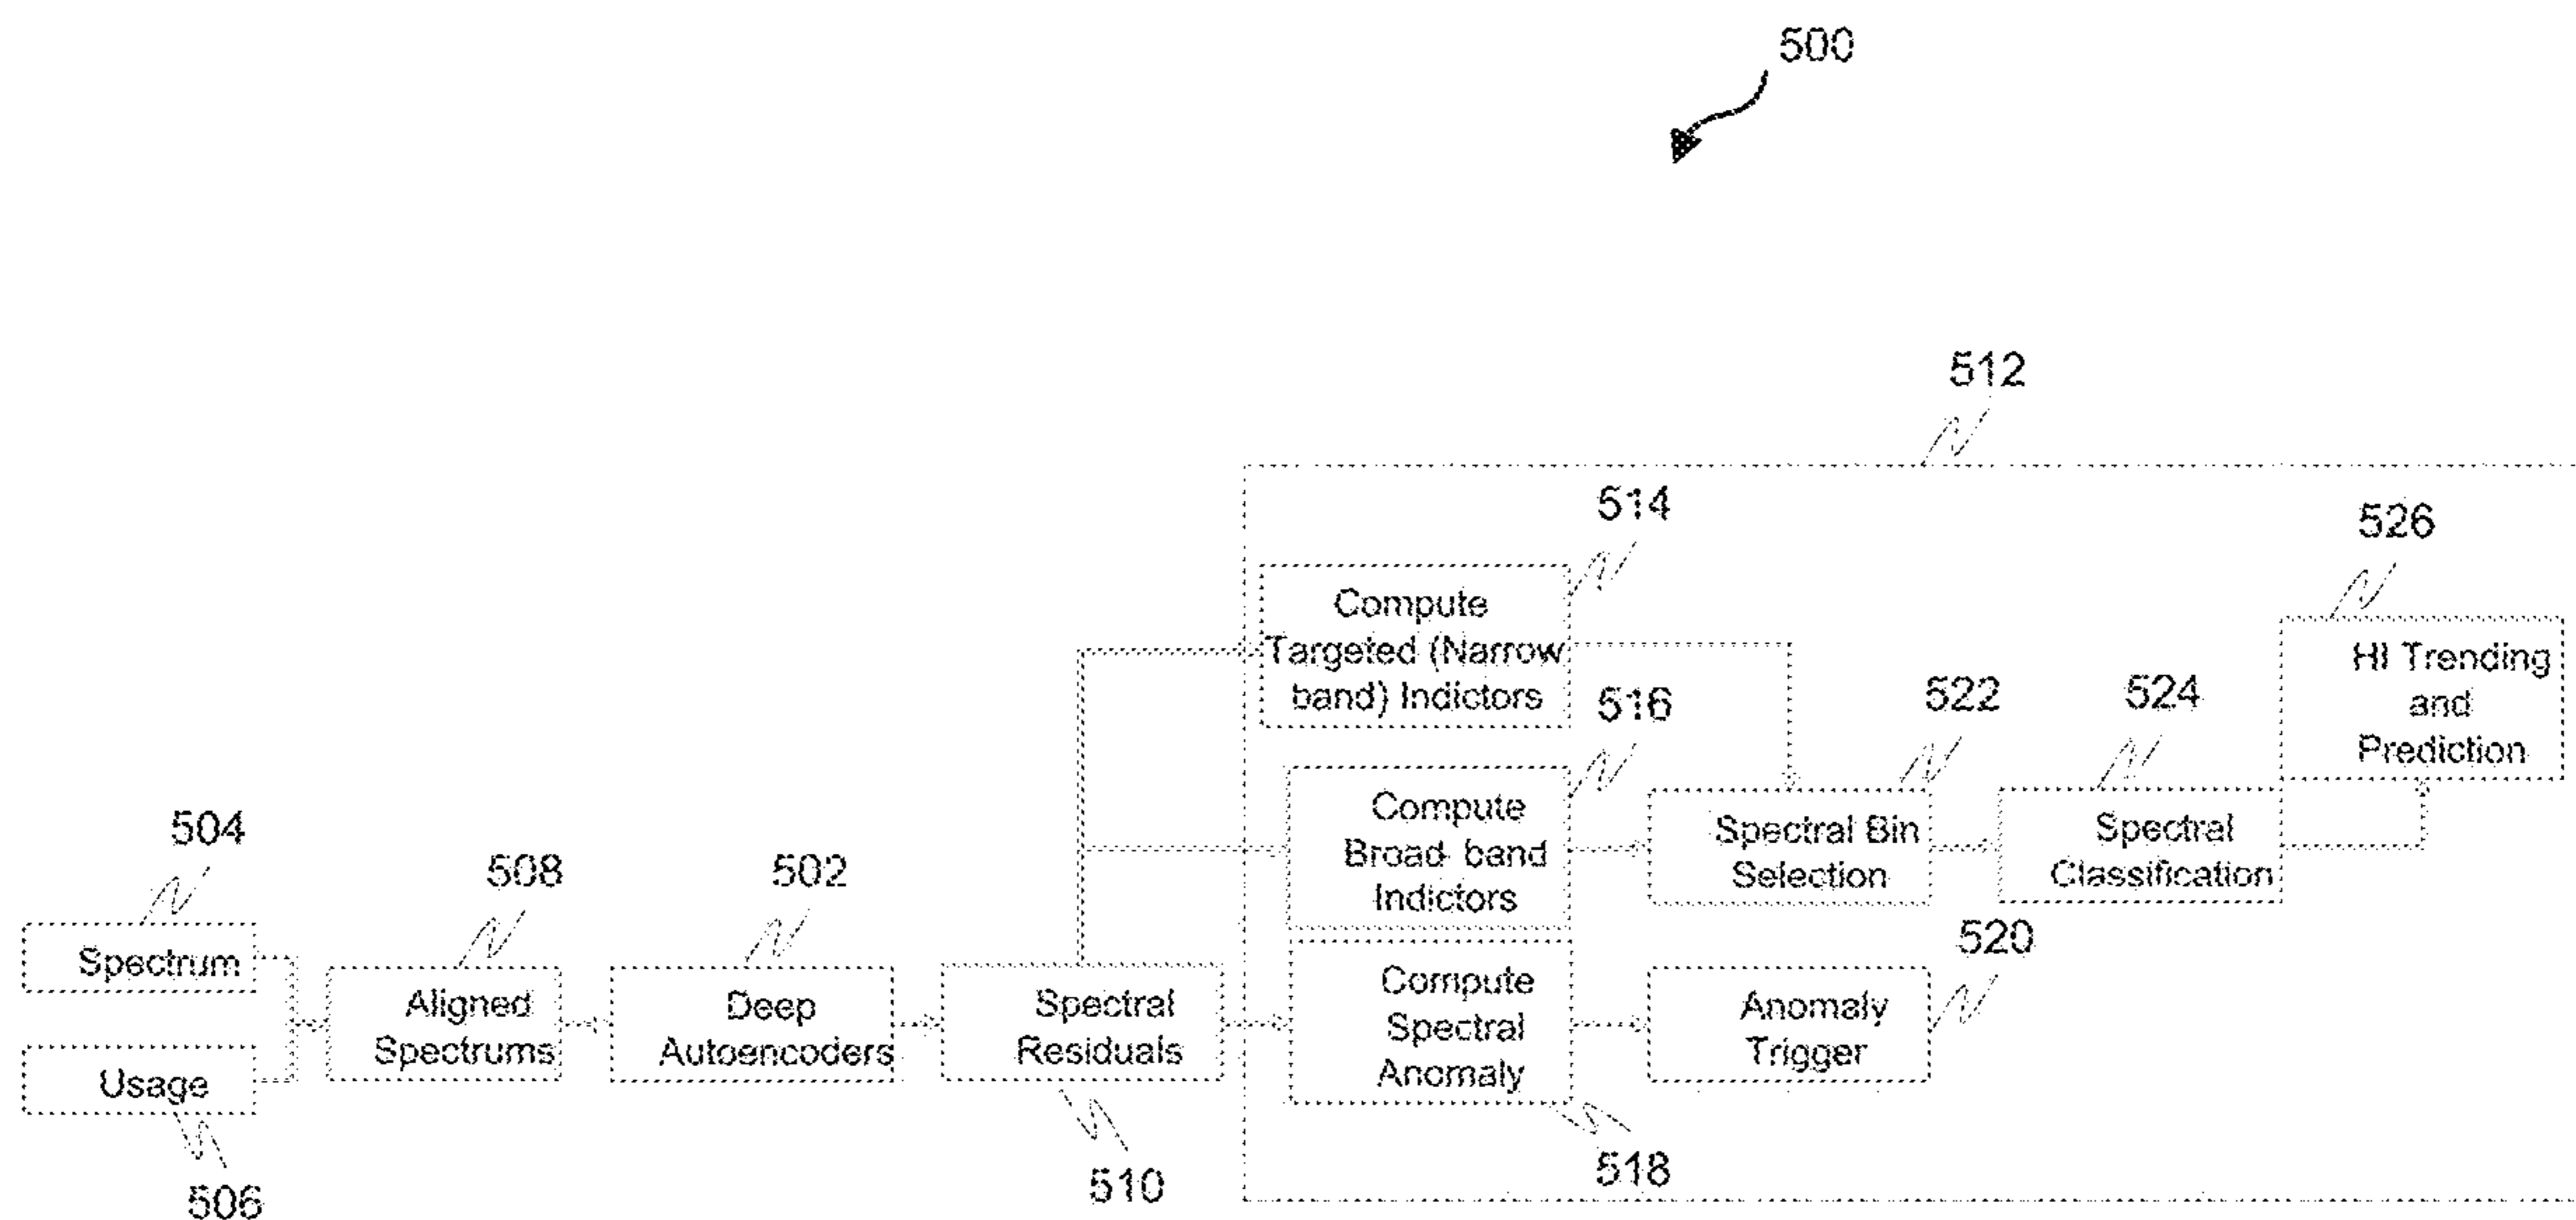 500
512
514
526
Compute
Targeted (Narrow
band) Indictors
HI Trending
and
Prediction
516
522
524
Compute
Broad- band
Indictors
Spectral Bin
Selection
Spectral
Classification
504
508
502
520
Spectrum
Usage
Aligned
Spectrums
Deep
Autoencoders
Spectral
Residuals
Compute
Spectral
Anomaly
Anomaly
Trigger
506
510
518